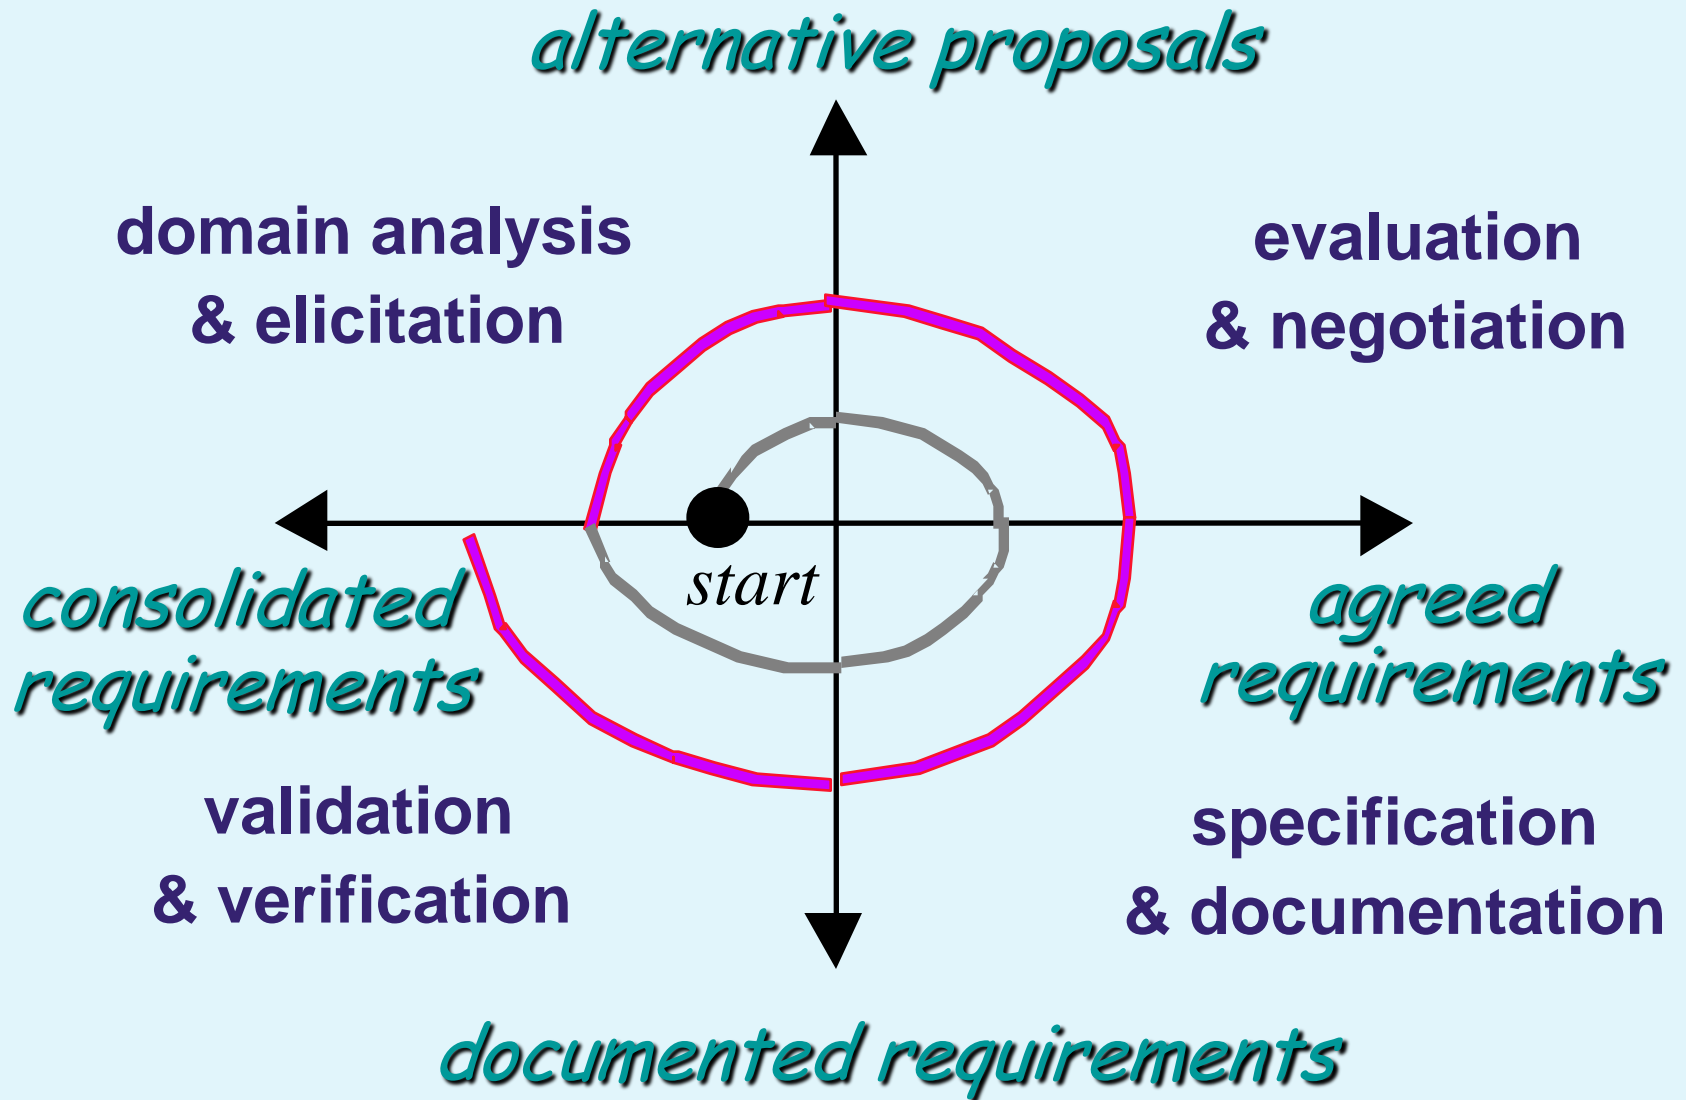 alternative proposals
domain analysis
& elicitation
evaluation
& negotiation
start
consolidated
requirements
agreed
requirements
validation
& verification
specification
& documentation
documented requirements